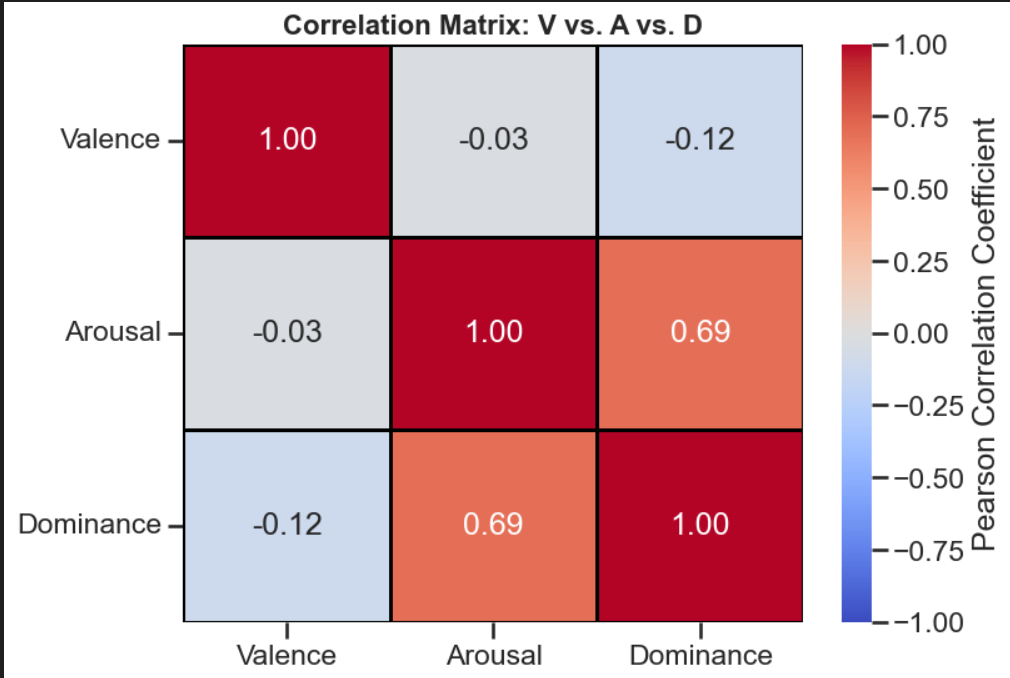 Correlation Matrix: V vs. A vs. D
Valence
1.00
-0.03
-0.12
Arousal
-0.03
1.00
0.69
Dominance
-0.12
0.69
1.00
Valence
Arousal
Dominance
1.00
0.75
0.50
0.25
0.00
−0.25
−0.50
−0.75
−1.00
Pearson Correlation Coefficient